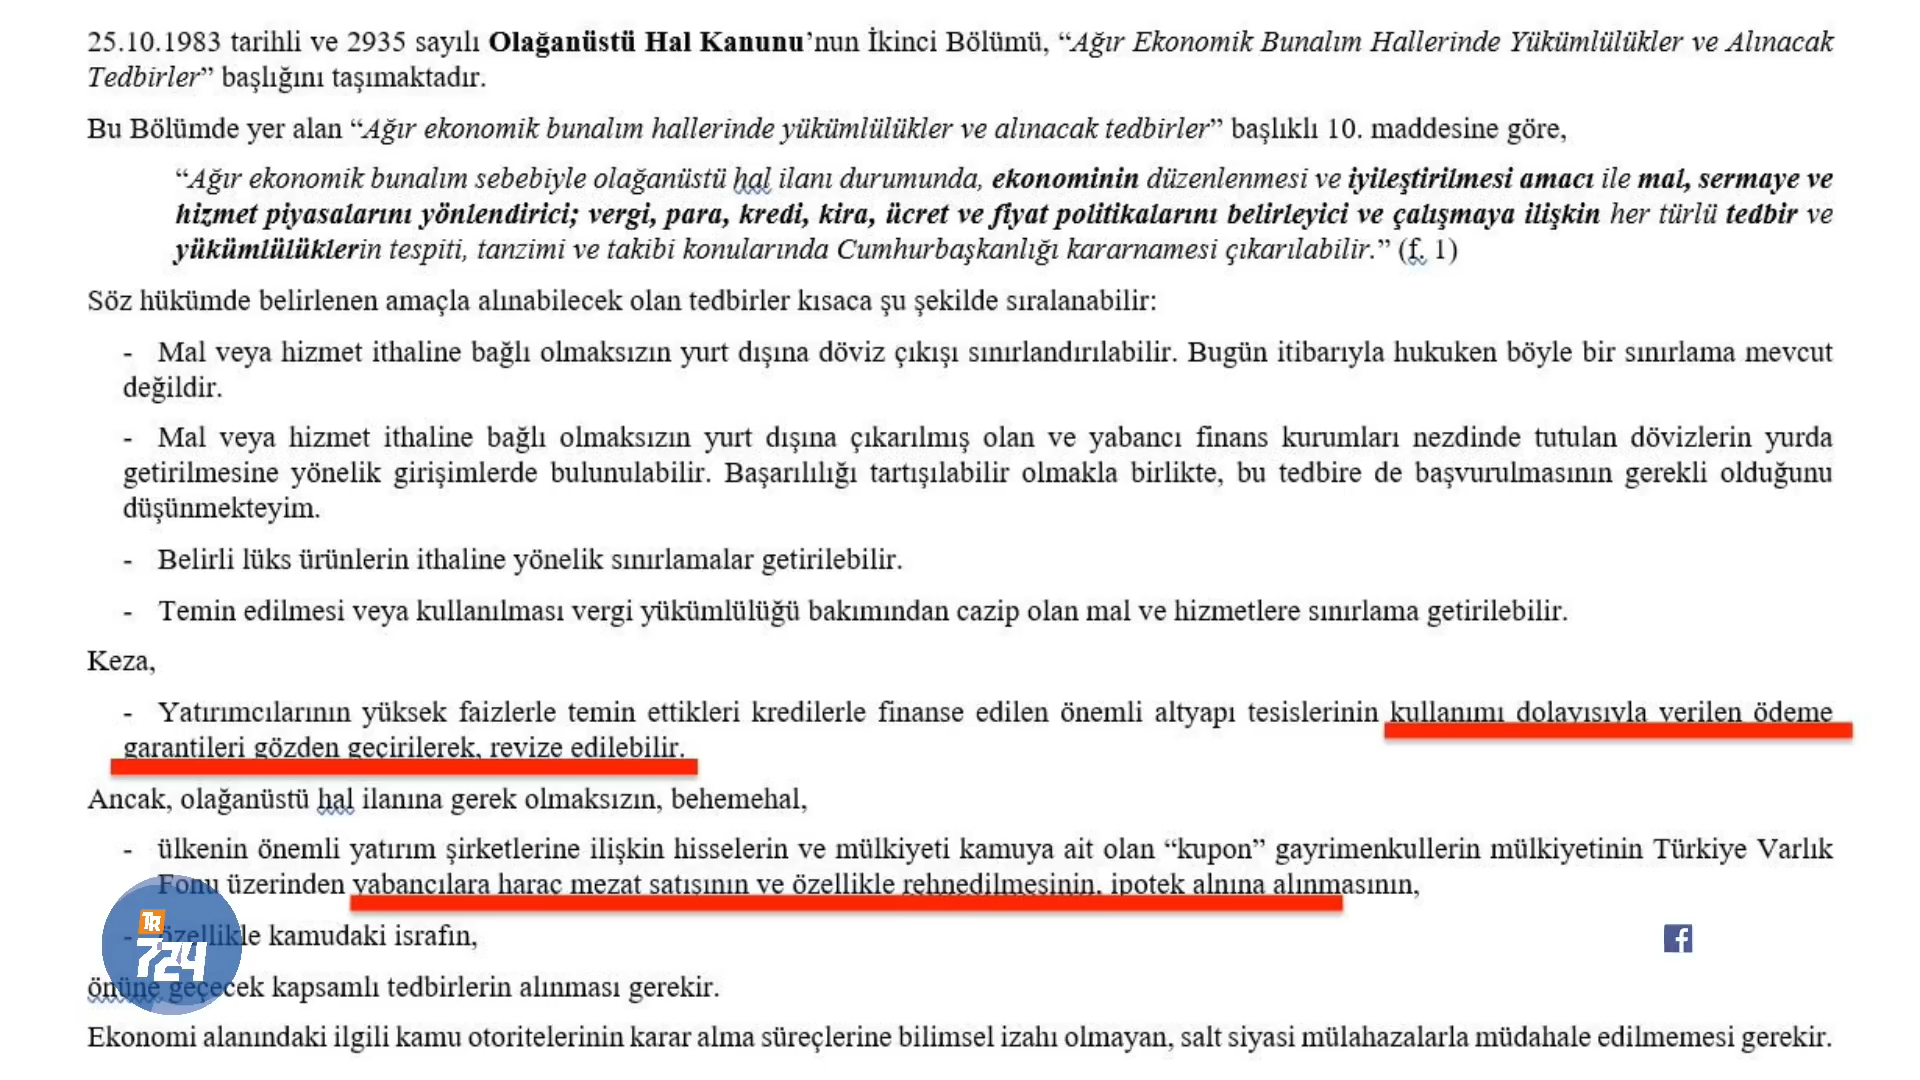 25.10.1983 tarihli ve 2935 sayılı Olağanüstü Hal Kanunu’nun İkinci Bölümü, “Ağır Ekonomik Bunalım Hallerinde Yükümlülükler ve Alınacak
Tedbirler” başlığını taşımaktadır.
Bu Bölümde yer alan “Ağır ekonomik bunalım hallerinde yükümlülükler ve alınacak tedbirler” başlıklı 10. maddesine göre,
“Ağır ekonomik bunalım sebebiyle olağanüstü hal ilanı durumunda, ekonominin düzenlenmesi ve iyileştirilmesi amacı ile mal, sermaye ve
hizmet piyasalarını yönlendirici; vergi, para, kredi, kira, ücret ve fiyat politikalarını belirleyici ve çalışmaya ilişkin her türlü tedbir ve
yükümlülüklerin tespiti, tanzimi ve takibi konularında Cumhurbaşkanlığı kararnamesi çıkarılabilir.” (f. 1)
Söz hükümde belirlenen amaçla alınabilecek olan tedbirler kısaca şu şekilde sıralanabilir:
- Mal veya hizmet ithaline bağlı olmaksızın yurt dışına döviz çıkışı sınırlandırılabilir. Bugün itibarıyla hukuken böyle bir sınırlama mevcut
değildir.
- Mal veya hizmet ithaline bağlı olmaksızın yurt dışına çıkarılmış olan ve yabancı finans kurumları nezdinde tutulan dövizlerin yurda
getirilmesine yönelik girişimlerde bulunulabilir. Başarılılığı tartışılabilir olmakla birlikte, bu tedbire de başvurulmasının gerekli olduğunu
düşünmekteyim.
- Belirli lüks ürünlerin ithaline yönelik sınırlamalar getirilebilir.
- Temin edilmesi veya kullanılması vergi yükümlülüğü bakımından cazip olan mal ve hizmetlere sınırlama getirilebilir.
Keza,
- Yatırımcılarının yüksek faizlerle temin ettikleri kredilerle finanse edilen önemli altyapı tesislerinin kullanımı dolayısıyla verilen ödeme
garantileri gözden geçirilerek, revize edilebilir.
Ancak, olağanüstü hal ilanına gerek olmaksızın, behemehal,
- ülkenin önemli yatırım şirketlerine ilişkin hisselerin ve mülkiyeti kamuya ait olan “kupon” gayrimenkullerin mülkiyetinin Türkiye Varlık
Fonu üzerinden yabancılara haraç mezat satışının ve özellikle rehnedilmesinin, ipotek alnına alınmasının,
- özellikle kamudaki israfın,
önüne geçecek kapsamlı tedbirlerin alınması gerekir.
Ekonomi alanındaki ilgili kamu otoritelerinin karar alma süreçlerine bilimsel izahı olmayan, salt siyasi mülahazalarla müdahale edilmemesi gerekir.
TR
724
f